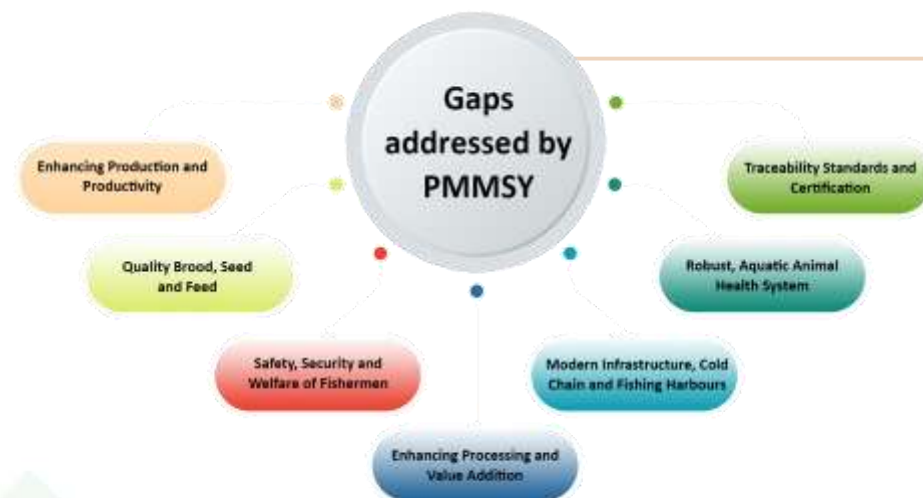 Gaps
addressed by
PMMSY
Enhancing Production and
Productivity
Quality Brood, Seed
and Feed
Safety, Security and
Welfare of Fishermen
Enhancing Processing and
Value Addition
Modern Infrastructure, Cold
Chain and Fishing Harbours
Robust, Aquatic Animal
Health System
Traceability Standards and
Certification